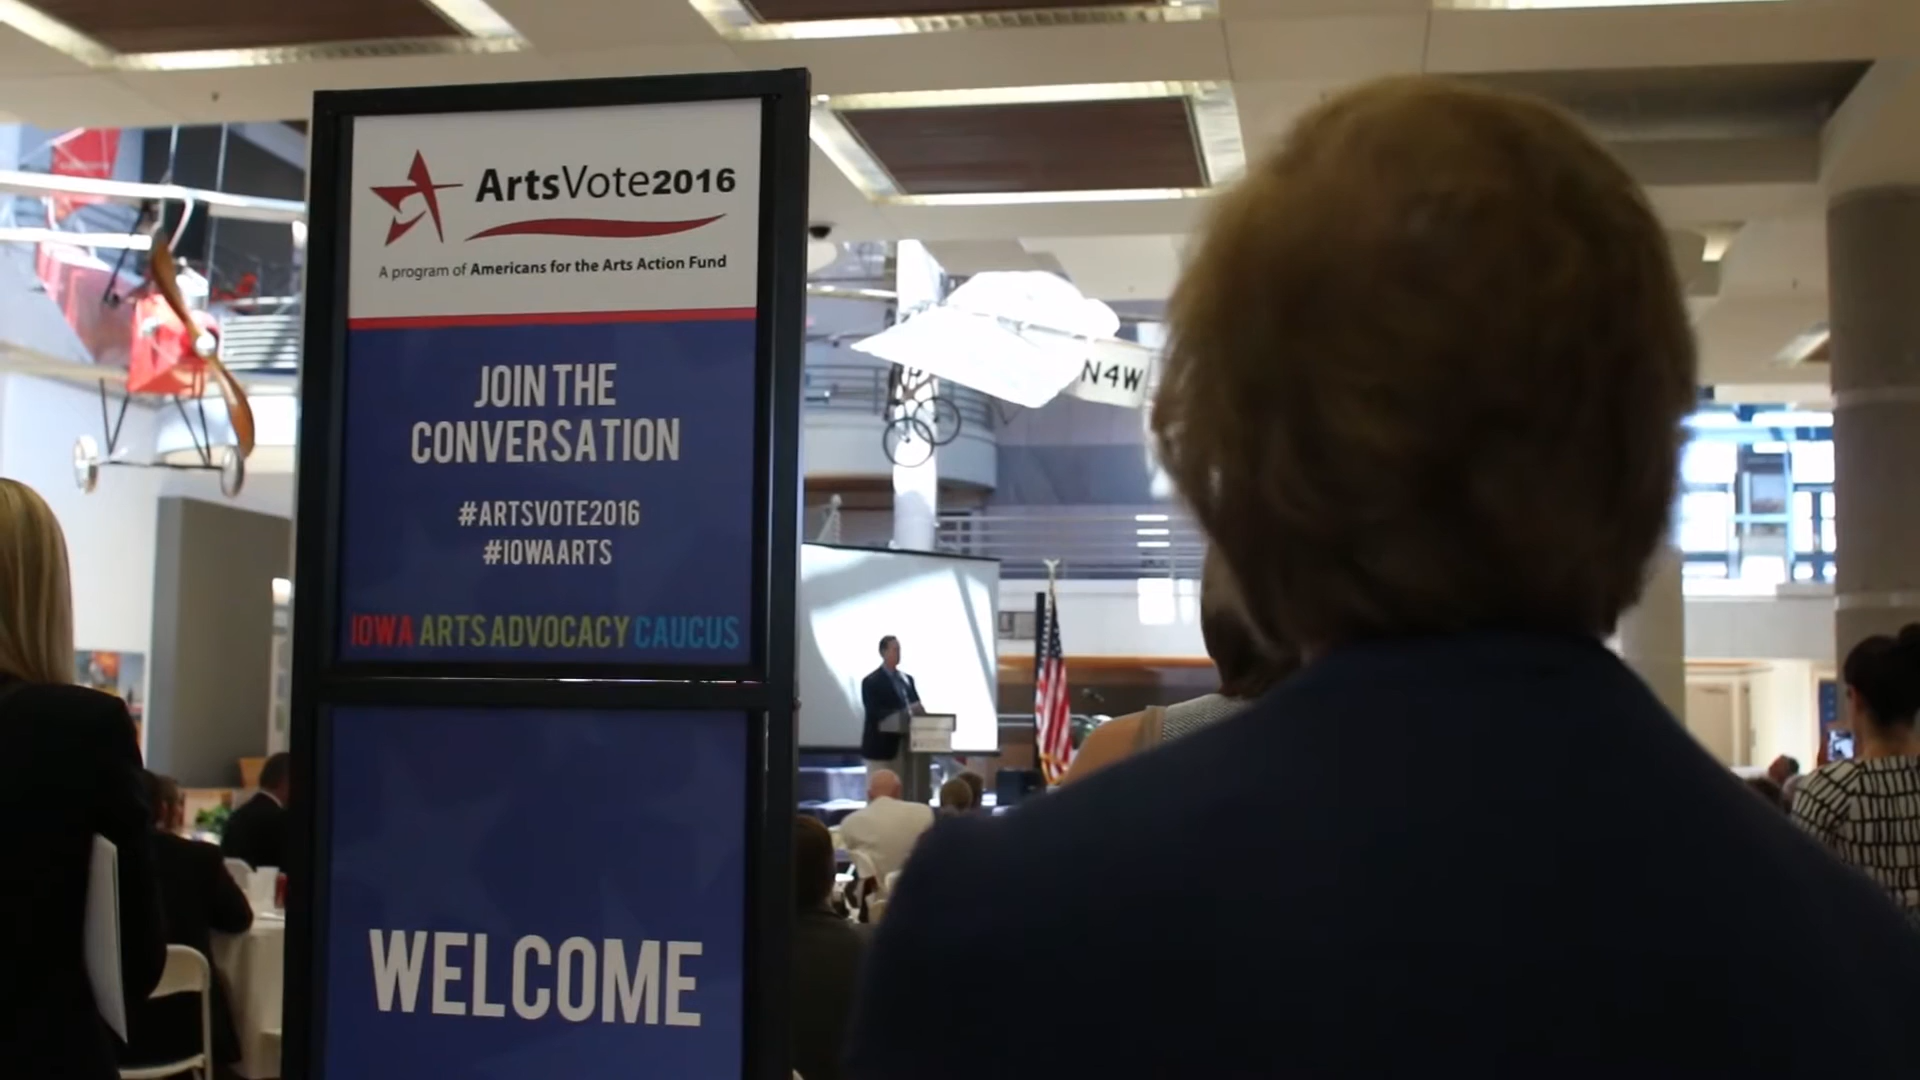 ArtsVote2016
A program of Americans for the Arts Action Fund
JOIN THE
CONVERSATION
#ARTSVOTE2016
#IOWAARTS
IOWA ARTS ADVOCACY CAUCUS
WELCOME
N4W